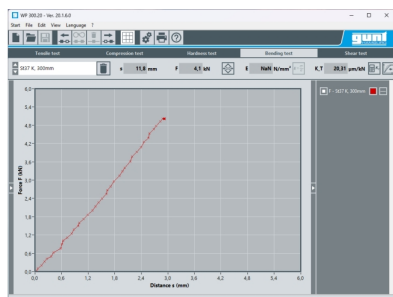 WP 300.20 - Ver. 20.1.6.0
Start File Edit View Language ?
gunt
Tensile test Compression test Hardness test Bending test Shear test
St37 K, 300mm s 11,8 mm F 4,1 kN E NaN N/mm² K_T 20,31 µm/kN
F - St37 K, 300mm
6,0
5,4
4,8
4,2
3,6
3,0
2,4
1,8
1,2
0,6
0,0
Force F (kN)
0,0 0,6 1,2 1,8 2,4 3,0 3,6 4,2 4,8 5,4 6,0
Distance s (mm)